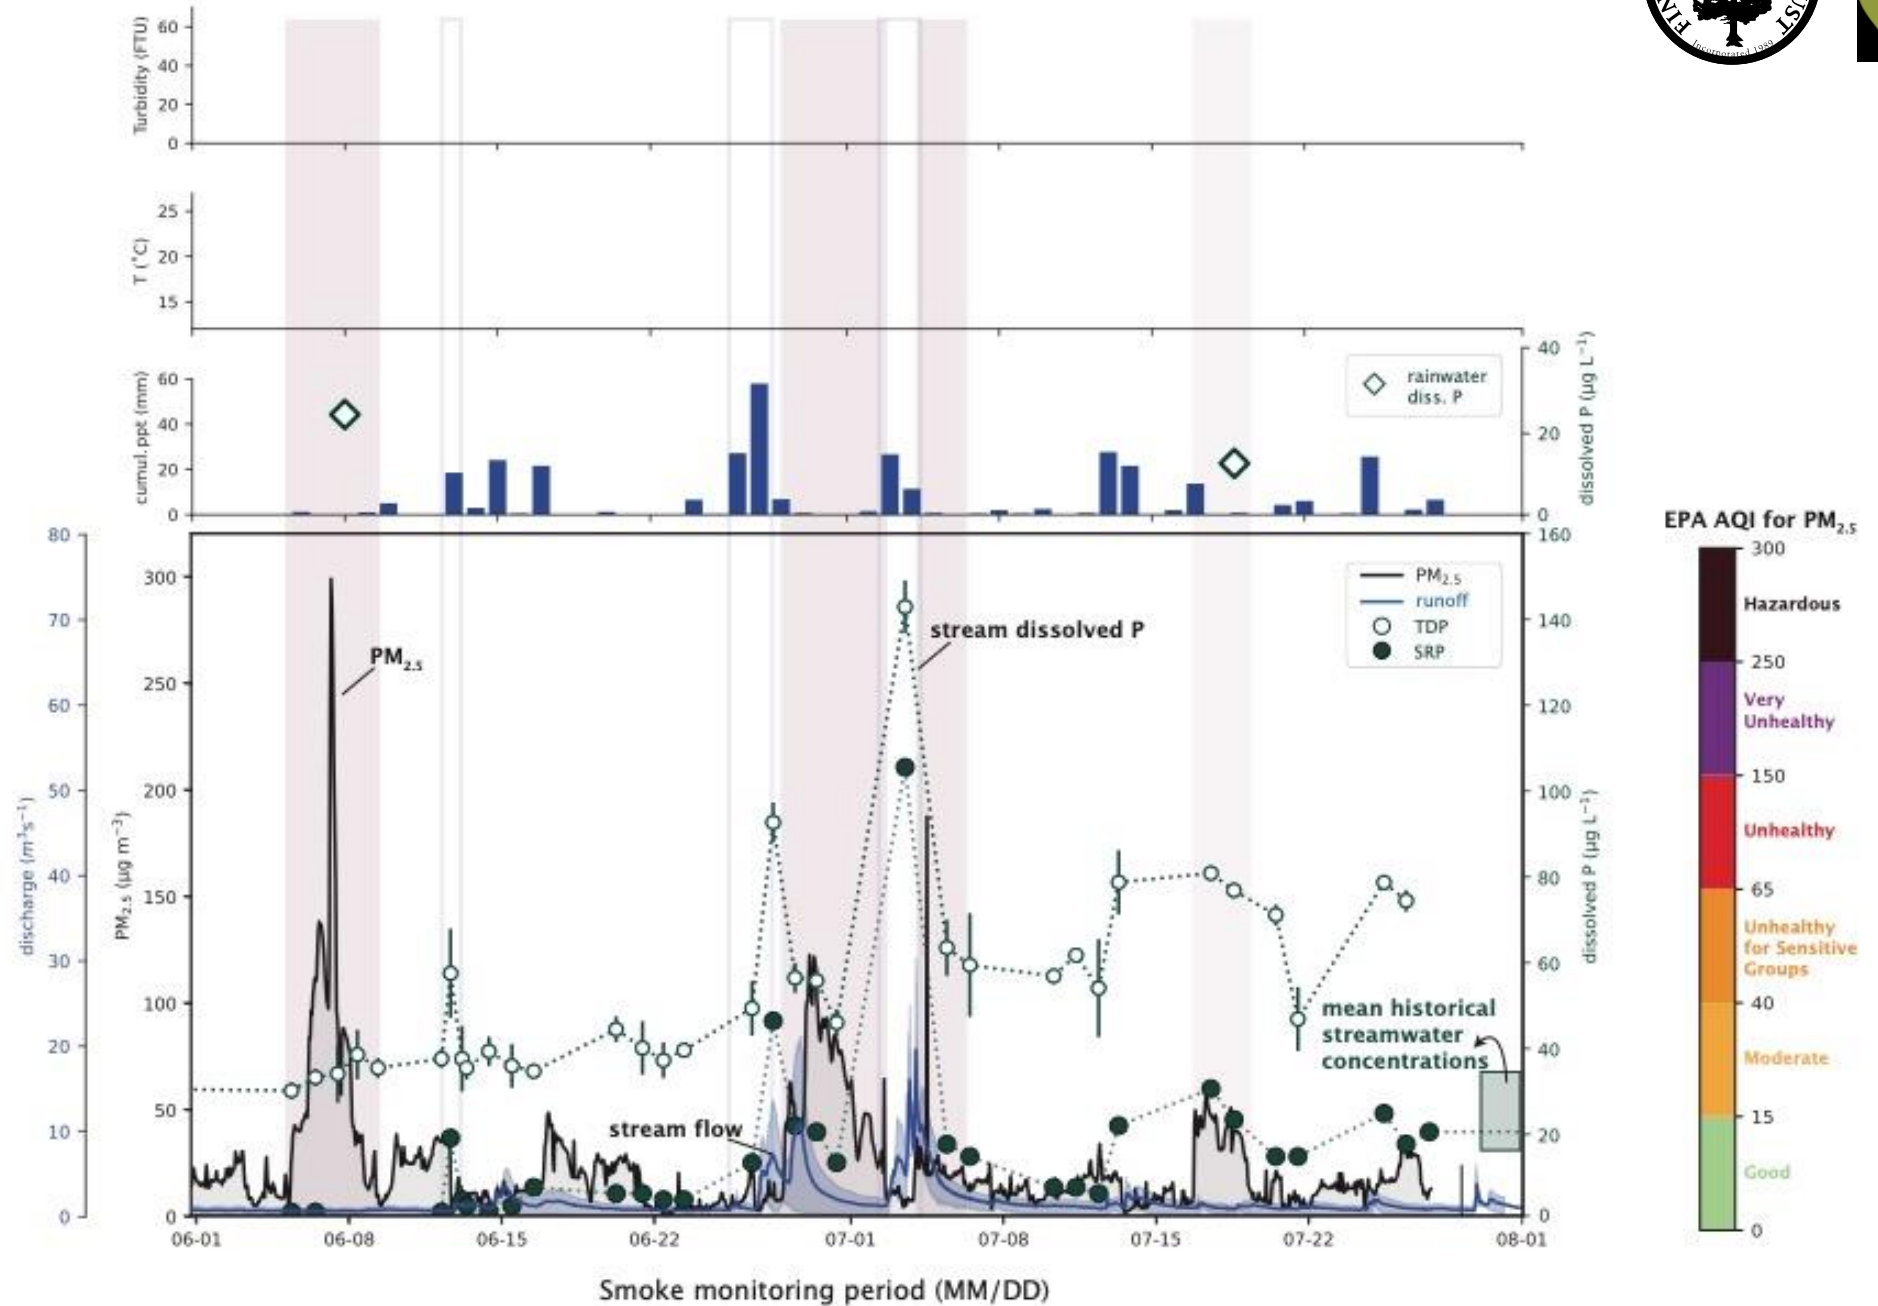 FIN
UST
Incorporated 1989
Turbidity (FTU)
60
40
20
0
T (°C)
25
20
15
cumul.ppt (mm)
60
40
20
0
40
20
0
dissolved P (µg L⁻¹)
rainwater
diss. P
discharge (m³s⁻¹)
80
70
60
50
40
30
20
10
0
PM₂.₅ (µg m⁻³)
300
250
200
150
100
50
0
PM₂.₅
stream dissolved P
stream flow
PM₂.₅
runoff
TDP
SRP
mean historical
streamwater
concentrations
160
140
120
100
80
60
40
20
0
dissolved P (µg L⁻¹)
06-01 06-08 06-15 06-22 07-01 07-08 07-15 07-22 08-01
Smoke monitoring period (MM/DD)
EPA AQI for PM₂.₅
300
Hazardous
250
Very
Unhealthy
150
Unhealthy
65
Unhealthy
for Sensitive
Groups
40
Moderate
15
Good
0